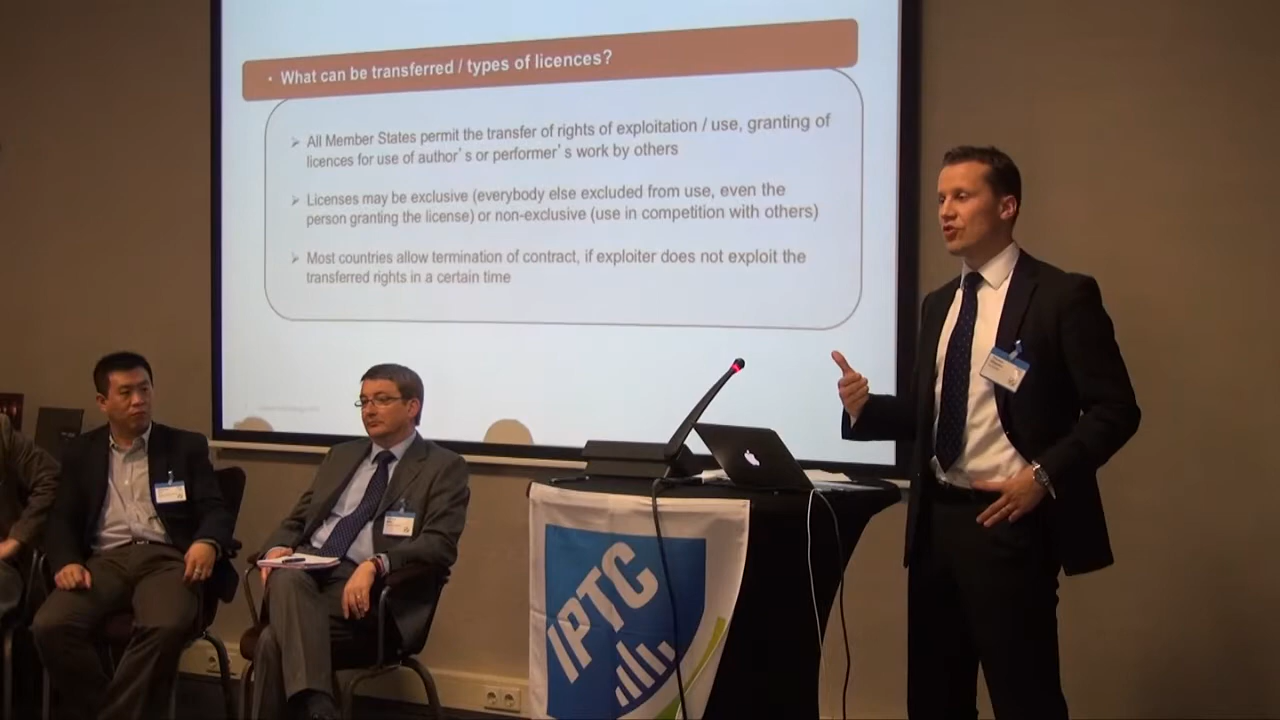 • What can be transferred / types of licences?
➢ All Member States permit the transfer of rights of exploitation / use, granting of
licences for use of author's or performer's work by others
➢ Licenses may be exclusive (everybody else excluded from use, even the
person granting the license) or non-exclusive (use in competition with others)
➢ Most countries allow termination of contract, if exploiter does not exploit the
transferred rights in a certain time
IPTC